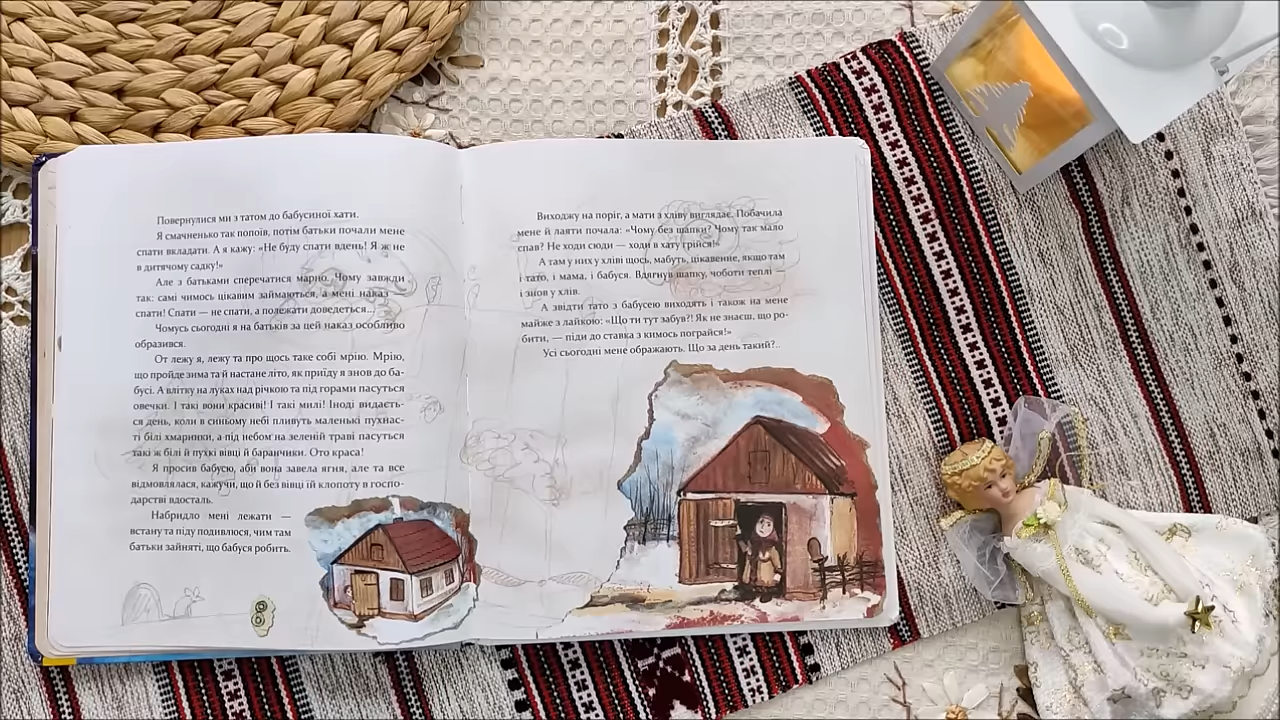 Повернулися ми з татом до бабусиної хати.
Я смачненько так попоїв, потім батьки почали мене
спати вкладати. А я кажу: «Не буду спати вдень! Я ж не
в дитячому садку!»
Але з батьками сперечатися марно. Чому завжди
так: самі чимось цікавим займаються, а мені наказ —
спати! Спати — не спати, а полежати доведеться...
Чомусь сьогодні я на батьків за цей наказ особливо
образився.
От лежу я, лежу та про щось таке собі мрію. Мрію,
що пройде зима та й настане літо, як приїду я знов до ба-
бусі. А влітку на луках над річкою та під горами пасуться
овечки. І такі вони красиві! І такі милі! Іноді видаєть-
ся день, коли в синьому небі пливуть маленькі пухнас-
ті білі хмаринки, а під небом на зеленій траві пасуться
такі ж білі й пухкі вівці й баранчики. Ото краса!
Я просив бабусю, аби вона завела ягня, але та все
відмовлялася, кажучи, що й без вівці їй клопоту в госпо-
дарстві вдосталь.
Набридло мені лежати —
встану та піду подивлюся, чим там
батьки зайняті, що бабуся робить.
8
Виходжу на поріг, а мати з хліву виглядає. Побачила
мене й лаяти почала: «Чому без шапки? Чому так мало
спав? Не ходи сюди — ходи в хату грійся!»
А там у них у хліві щось, мабуть, цікавенне, якщо там
і тато, і мама, і бабуся. Вдягнув шапку, чоботи теплі —
і знов у хлів.
А звідти тато з бабусею виходять і також на мене
майже з лайкою: «Що ти тут забув?! Як не знаєш, що ро-
бити, — піди до ставка з кимось пограйся!»
Усі сьогодні мене ображають. Що за день такий?..